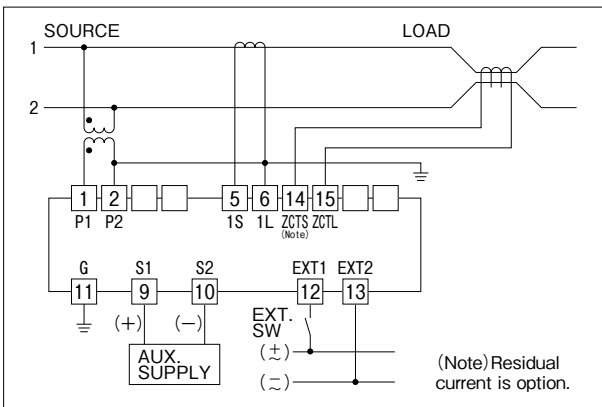 SOURCE LOAD
1
2
1 2 5 6 14 15
P1 P2 1S 1L ZCTS ZCTL
(Note)
G S1 S2 EXT1 EXT2
11 9 10 12 13
(+) (−) EXT.
SW
AUX.
SUPPLY
(±~)
(−~)
(Note) Residual
current is option.